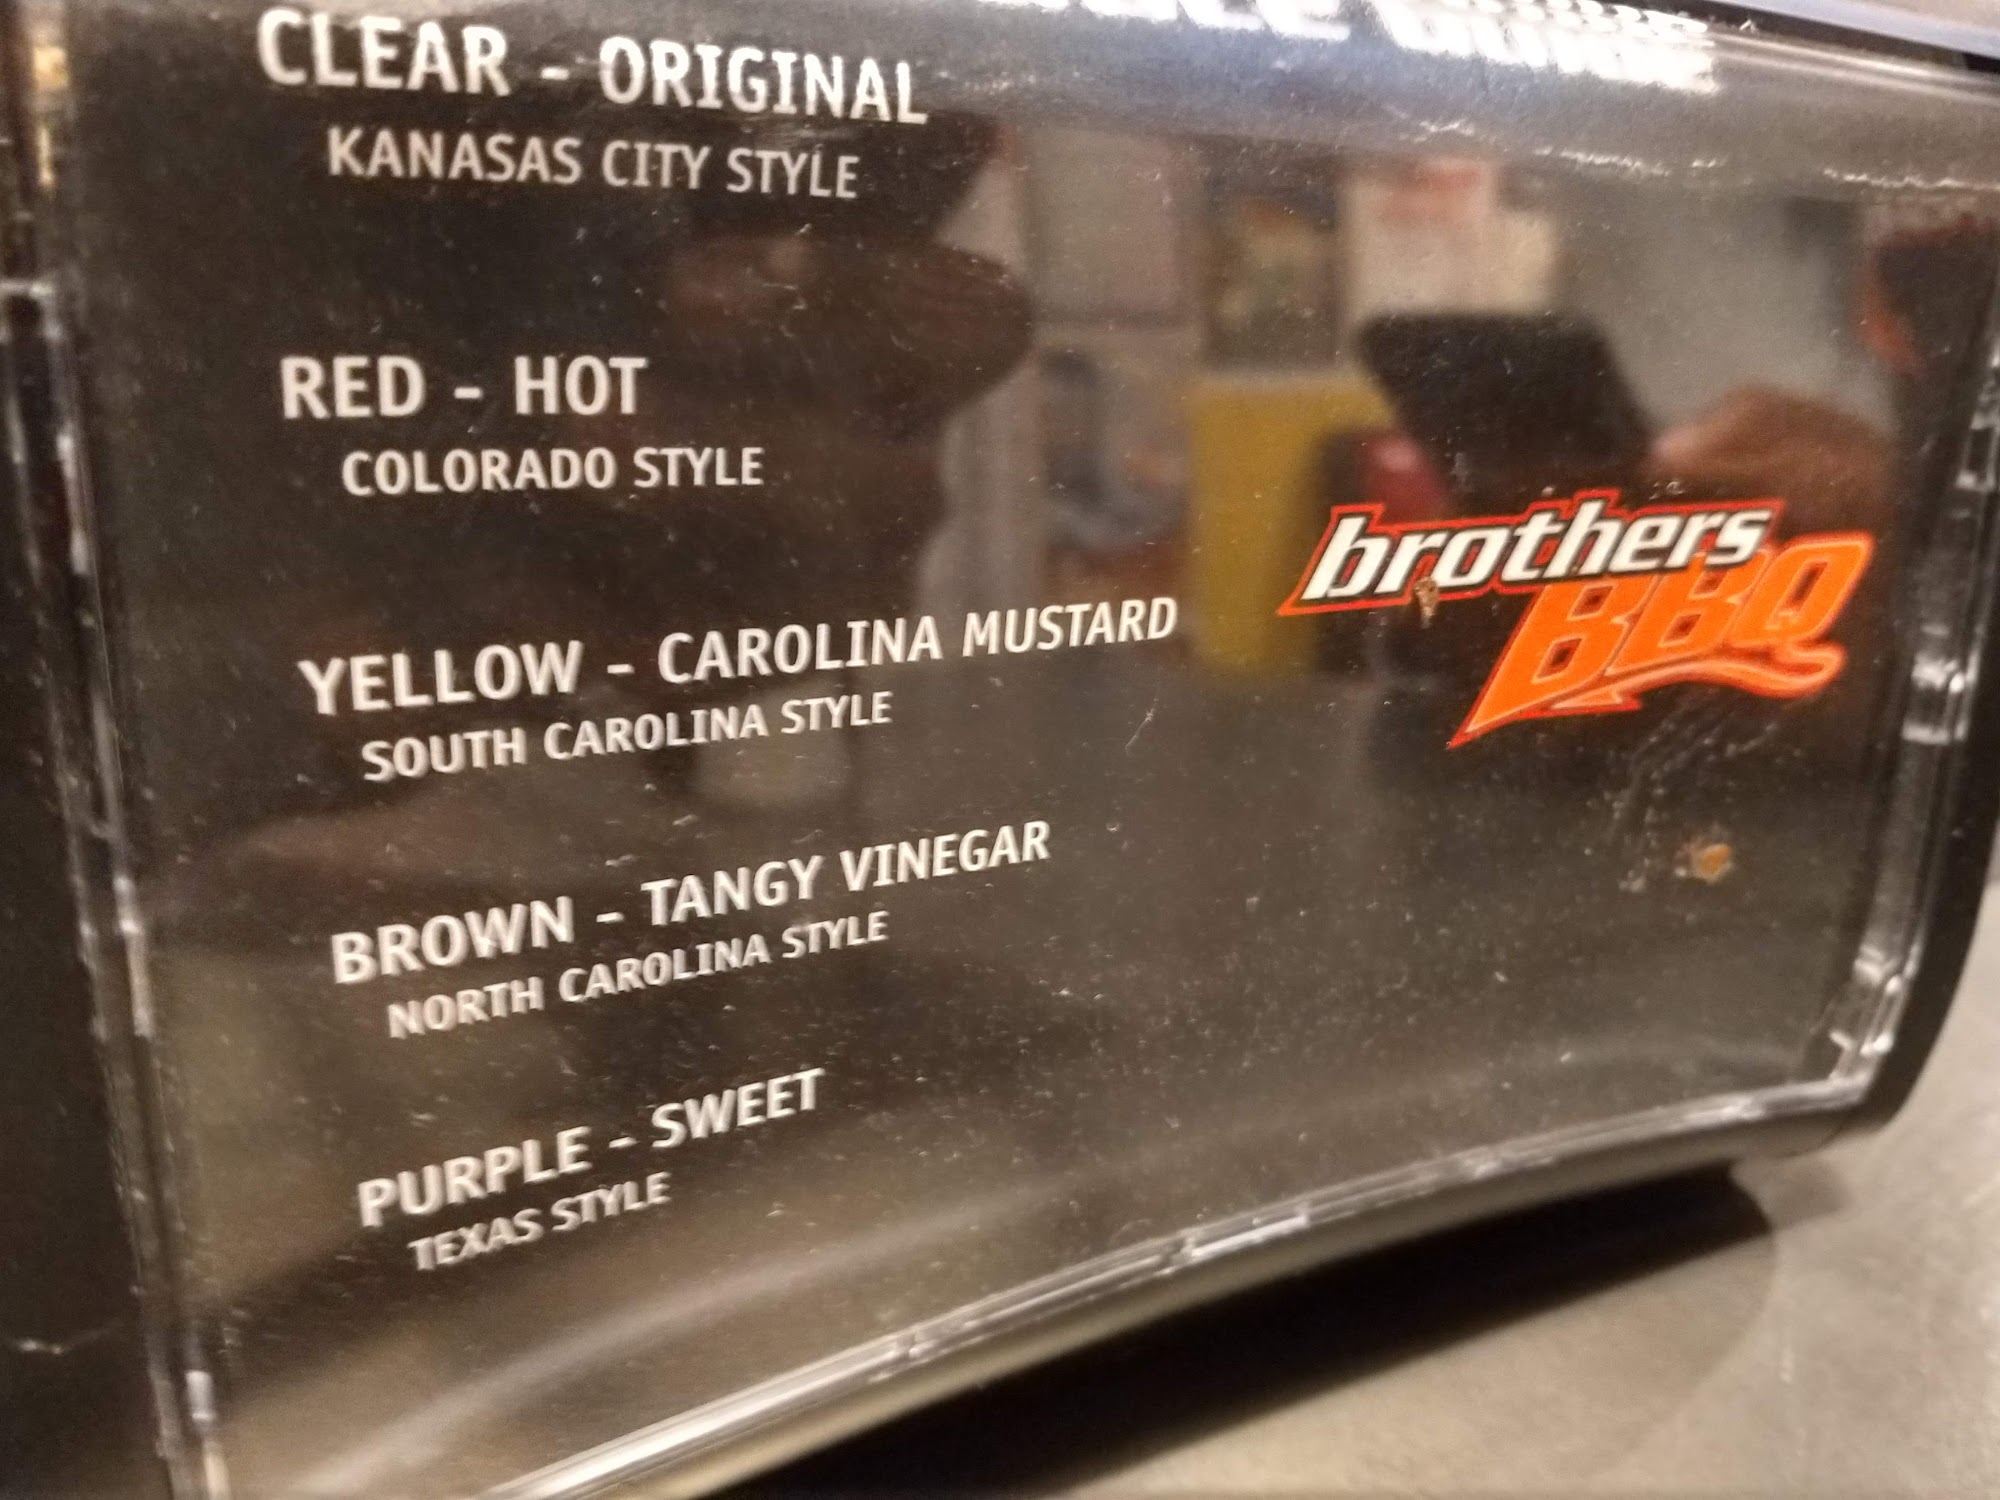 CLEAR - ORIGINAL
KANASAS CITY STYLE
RED - HOT
COLORADO STYLE
YELLOW - CAROLINA MUSTARD
SOUTH CAROLINA STYLE
BROWN - TANGY VINEGAR
NORTH CAROLINA STYLE
PURPLE - SWEET
TEXAS STYLE
brothers
BBQ